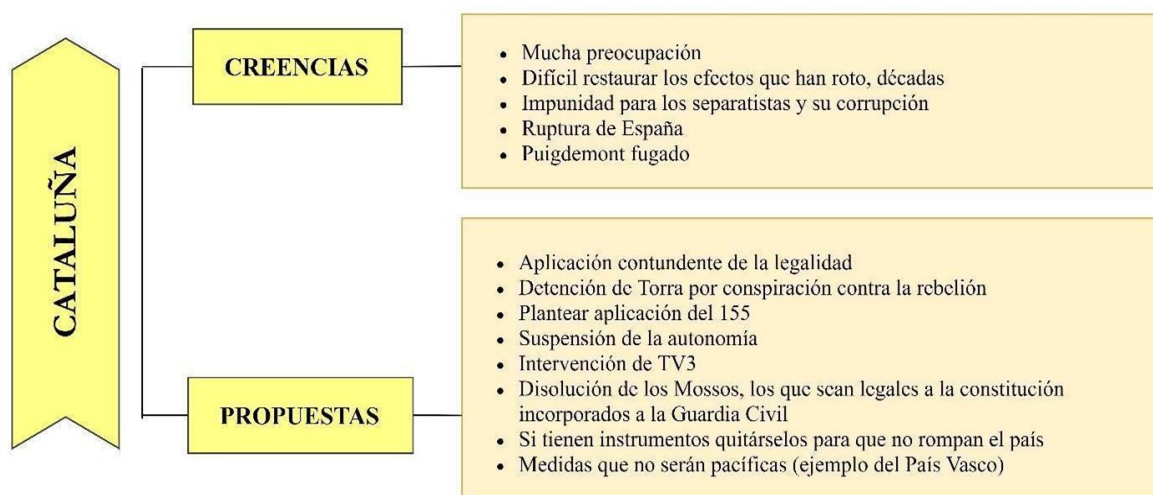 CATALUÑA
CREENCIAS
• Mucha preocupación
• Difícil restaurar los efectos que han roto, décadas
• Impunidad para los separatistas y su corrupción
• Ruptura de España
• Puigdemont fugado
PROPUESTAS
• Aplicación contundente de la legalidad
• Detención de Torra por conspiración contra la rebelión
• Plantear aplicación del 155
• Suspensión de la autonomía
• Intervención de TV3
• Disolución de los Mossos, los que sean legales a la constitución
incorporados a la Guardia Civil
• Si tienen instrumentos quitárselos para que no rompan el país
• Medidas que no serán pacíficas (ejemplo del País Vasco)